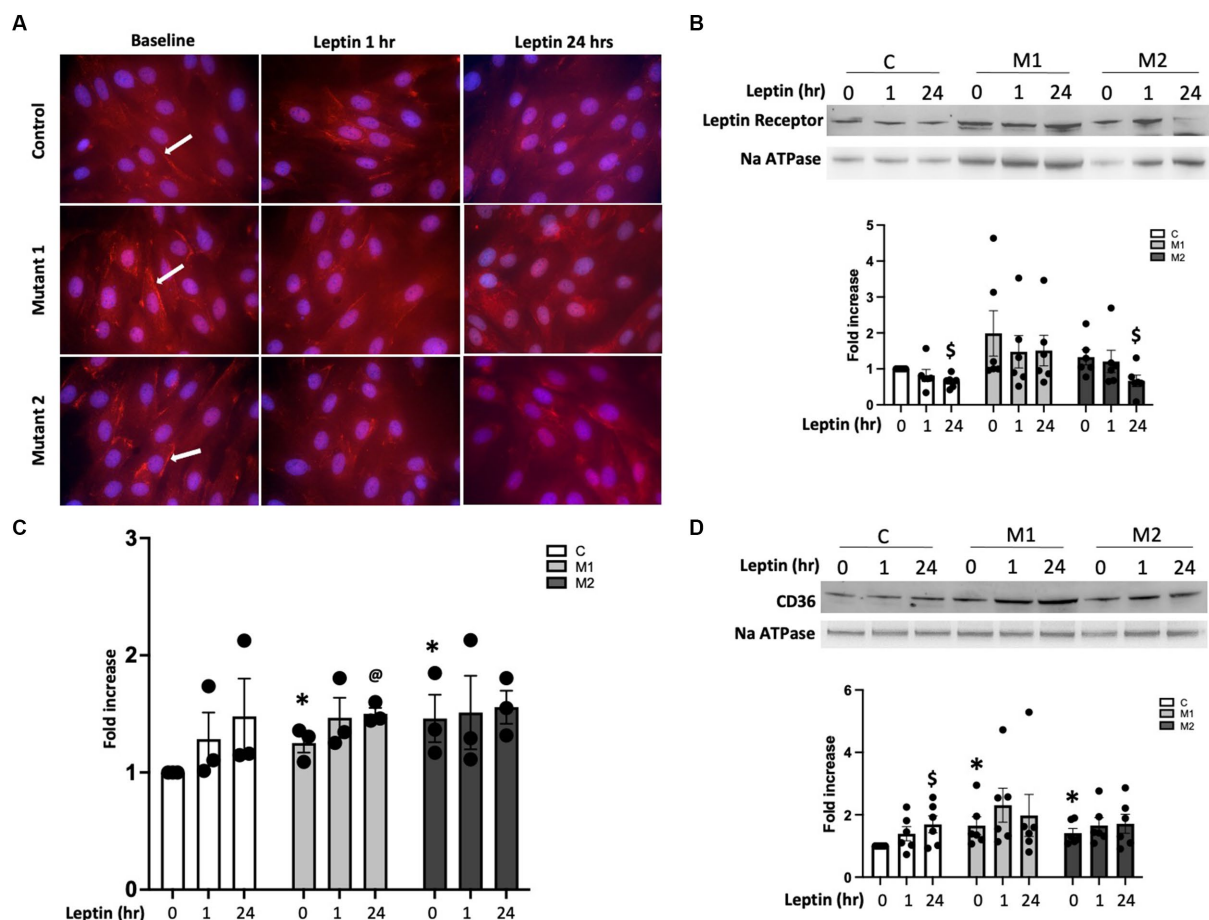 A
Baseline Leptin 1 hr Leptin 24 hrs
Control
Mutant 1
Mutant 2
B
C M1 M2
Leptin (hr) 0 1 24 0 1 24 0 1 24
Leptin Receptor
Na ATPase
C
M1
M2
Fold increase
5
4
3
2
1
0
$ $
Leptin (hr) 0 1 24 0 1 24 0 1 24
C
C
M1
M2
Fold increase
3
2
1
0
* @ *
Leptin (hr) 0 1 24 0 1 24 0 1 24
D
C M1 M2
Leptin (hr) 0 1 24 0 1 24 0 1 24
CD36
Na ATPase
C
M1
M2
Fold increase
6
4
2
0
$ * *
Leptin (hr) 0 1 24 0 1 24 0 1 24